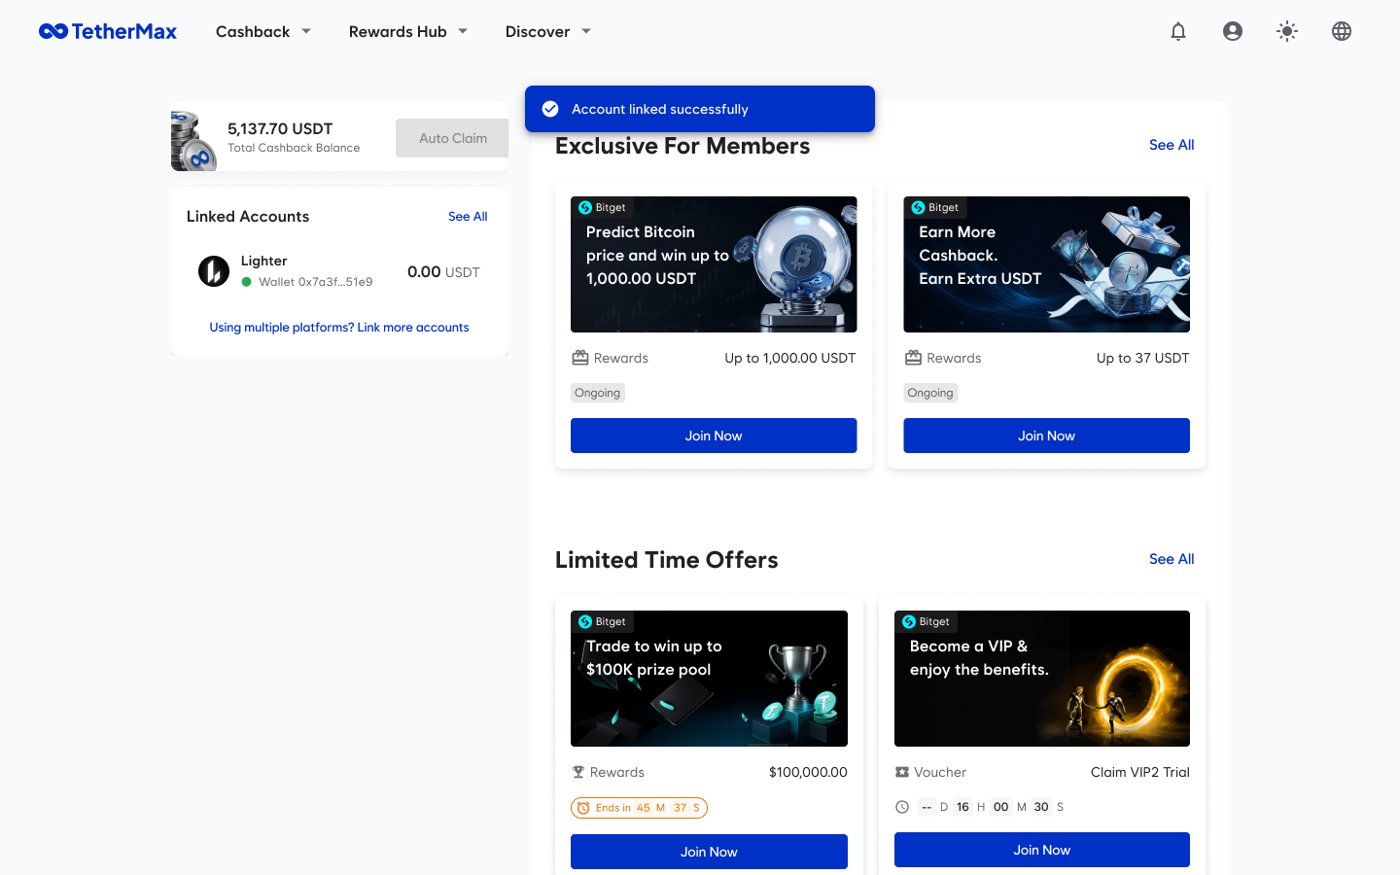 TetherMax
Cashback
Rewards Hub
Discover
Account linked successfully
5,137.70 USDT
Total Cashback Balance
Auto Claim
Linked Accounts
See All
Lighter
Wallet 0x7a3f...51e9
0.00 USDT
Using multiple platforms? Link more accounts
Exclusive For Members
See All
Bitget
Predict Bitcoin
price and win up to
1,000.00 USDT
Rewards
Up to 1,000.00 USDT
Ongoing
Join Now
Bitget
Earn More
Cashback.
Earn Extra USDT
Rewards
Up to 37 USDT
Ongoing
Join Now
Limited Time Offers
See All
Bitget
Trade to win up to
$100K prize pool
Rewards
$100,000.00
Ends in 45 M 37 S
Join Now
Bitget
Become a VIP &
enjoy the benefits.
Voucher
Claim VIP2 Trial
-- D 16 H 00 M 30 S
Join Now